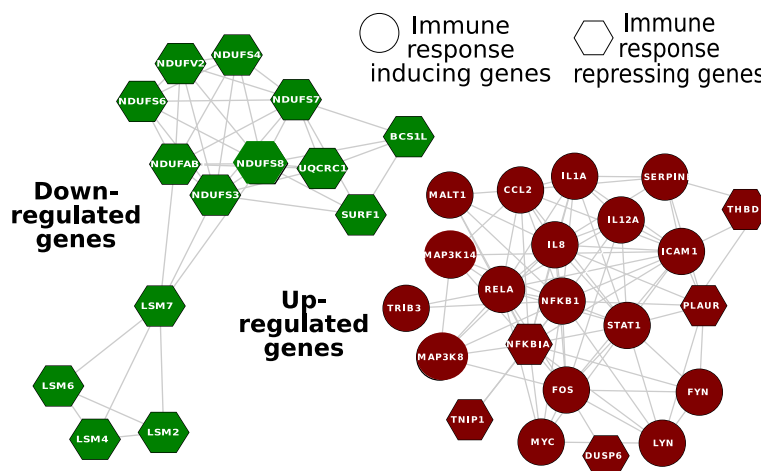 Immune
response
inducing genes
Immune
response
repressing genes
NDUFS4
NDUFV2
NDUFS6
NDUFS7
BCS1L
NDUFAB
NDUFS8
UQCRC1
NDUFS3
SURF1
Down-
regulated
genes
LSM7
LSM6
LSM4
LSM2
Up-
regulated
genes
IL1A
SERPINE
MALT1
CCL2
THBD
IL12A
MAP3K14
IL8
ICAM1
RELA
NFKB1
TRIB3
PLAUR
STAT1
NFKBIA
MAP3K8
FOS
FYN
TNIP1
MYC
LYN
DUSP6